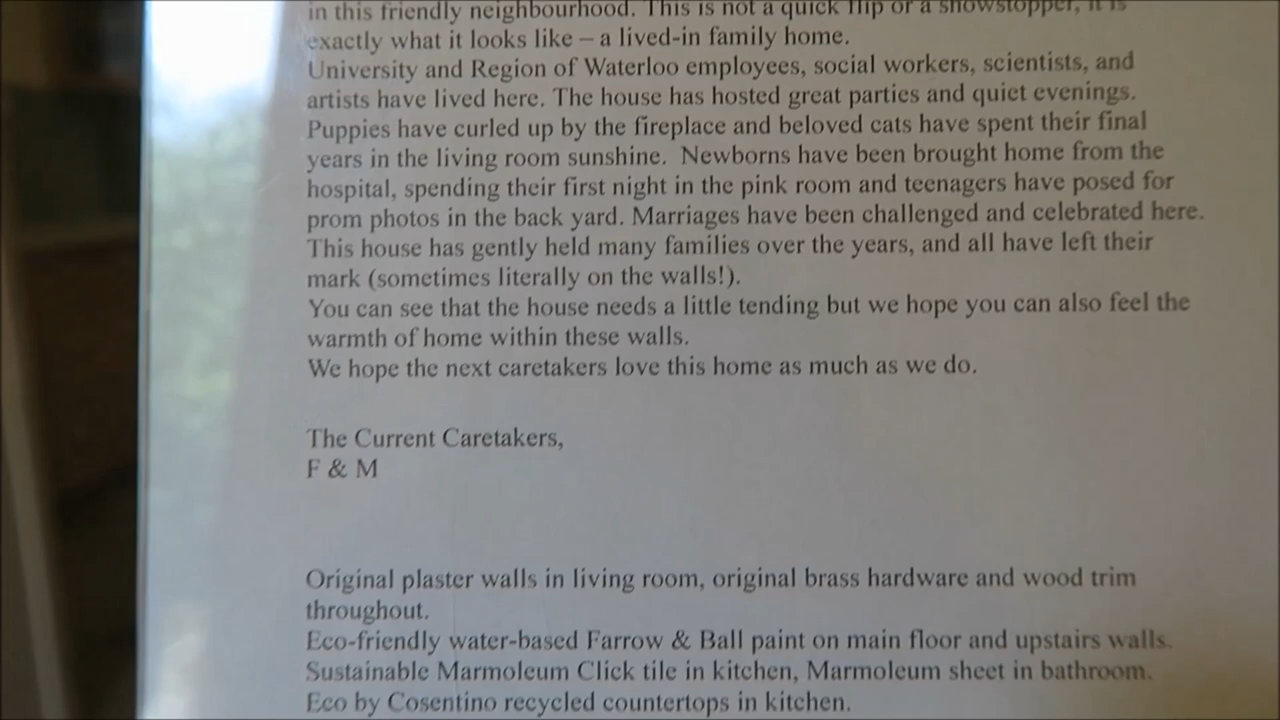 in this friendly neighbourhood. This is not a quick flip or a showstopper, it is
exactly what it looks like – a lived-in family home.
University and Region of Waterloo employees, social workers, scientists, and
artists have lived here. The house has hosted great parties and quiet evenings.
Puppies have curled up by the fireplace and beloved cats have spent their final
years in the living room sunshine.  Newborns have been brought home from the
hospital, spending their first night in the pink room and teenagers have posed for
prom photos in the back yard. Marriages have been challenged and celebrated here.
This house has gently held many families over the years, and all have left their
mark (sometimes literally on the walls!).
You can see that the house needs a little tending but we hope you can also feel the
warmth of home within these walls.
We hope the next caretakers love this home as much as we do.
The Current Caretakers,
F & M
Original plaster walls in living room, original brass hardware and wood trim
throughout.
Eco-friendly water-based Farrow & Ball paint on main floor and upstairs walls.
Sustainable Marmoleum Click tile in kitchen, Marmoleum sheet in bathroom.
Eco by Cosentino recycled countertops in kitchen.